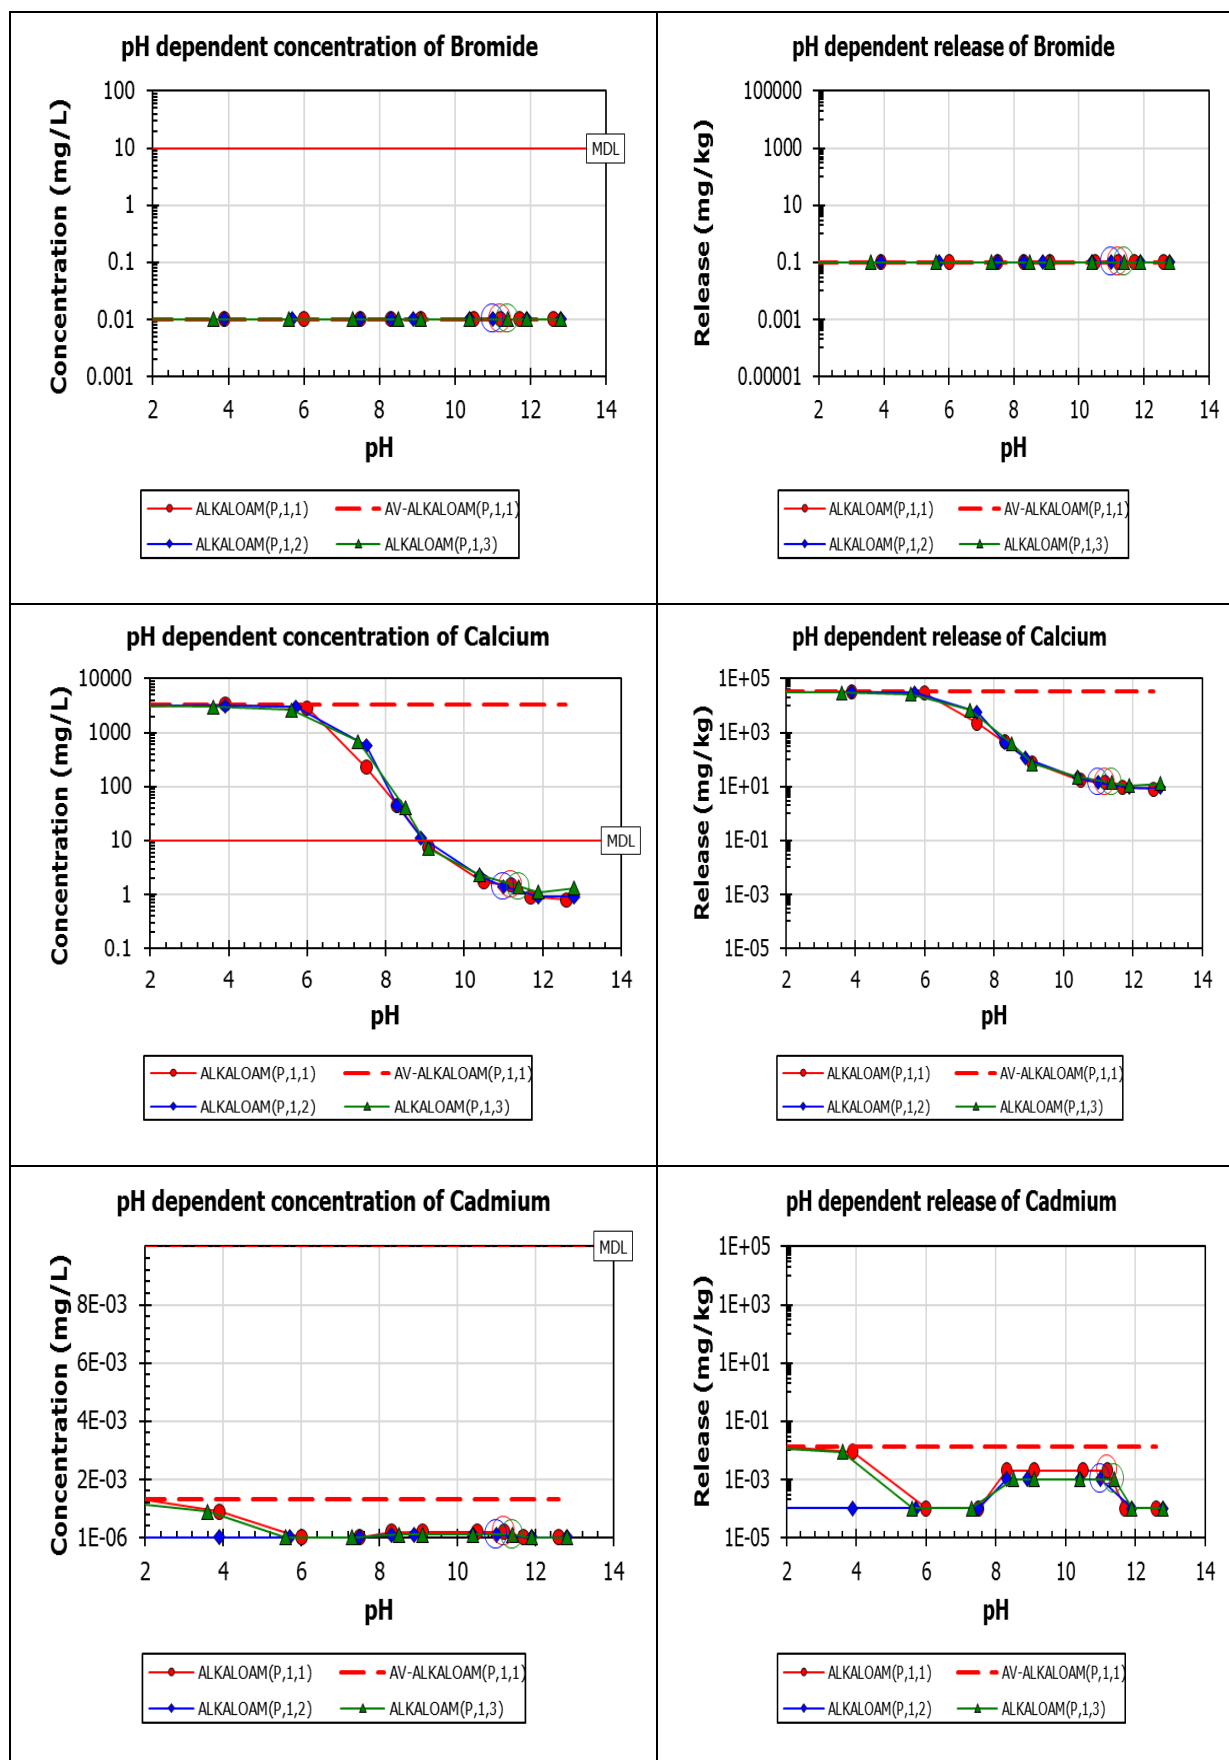 pH dependent concentration of Bromide
100
10
1
0.1
0.01
0.001
Concentration (mg/L)
MDL
2 4 6 8 10 12 14
pH
ALKALOAM(P,1,1) AV-ALKALOAM(P,1,1)
ALKALOAM(P,1,2) ALKALOAM(P,1,3)
pH dependent release of Bromide
100000
1000
10
0.1
0.001
0.00001
Release (mg/kg)
2 4 6 8 10 12 14
pH
ALKALOAM(P,1,1) AV-ALKALOAM(P,1,1)
ALKALOAM(P,1,2) ALKALOAM(P,1,3)
pH dependent concentration of Calcium
10000
1000
100
10
1
0.1
Concentration (mg/L)
MDL
2 4 6 8 10 12 14
pH
ALKALOAM(P,1,1) AV-ALKALOAM(P,1,1)
ALKALOAM(P,1,2) ALKALOAM(P,1,3)
pH dependent release of Calcium
1E+05
1E+03
1E+01
1E-01
1E-03
1E-05
Release (mg/kg)
2 4 6 8 10 12 14
pH
ALKALOAM(P,1,1) AV-ALKALOAM(P,1,1)
ALKALOAM(P,1,2) ALKALOAM(P,1,3)
pH dependent concentration of Cadmium
8E-03
6E-03
4E-03
2E-03
1E-06
Concentration (mg/L)
MDL
2 4 6 8 10 12 14
pH
ALKALOAM(P,1,1) AV-ALKALOAM(P,1,1)
ALKALOAM(P,1,2) ALKALOAM(P,1,3)
pH dependent release of Cadmium
1E+05
1E+03
1E+01
1E-01
1E-03
1E-05
Release (mg/kg)
2 4 6 8 10 12 14
pH
ALKALOAM(P,1,1) AV-ALKALOAM(P,1,1)
ALKALOAM(P,1,2) ALKALOAM(P,1,3)